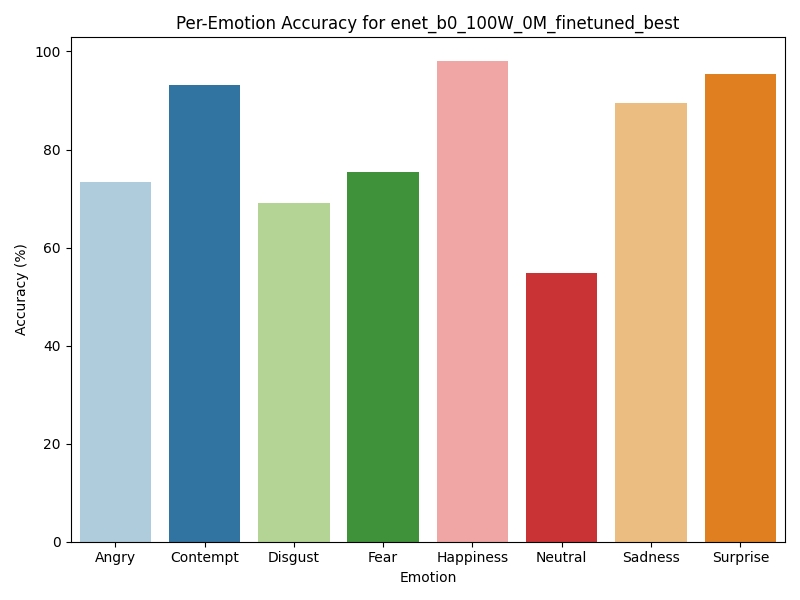 Per-Emotion Accuracy for enet_b0_100W_0M_finetuned_best
100
80
60
40
20
0
Accuracy (%)
Angry Contempt Disgust Fear Happiness Neutral Sadness Surprise
Emotion